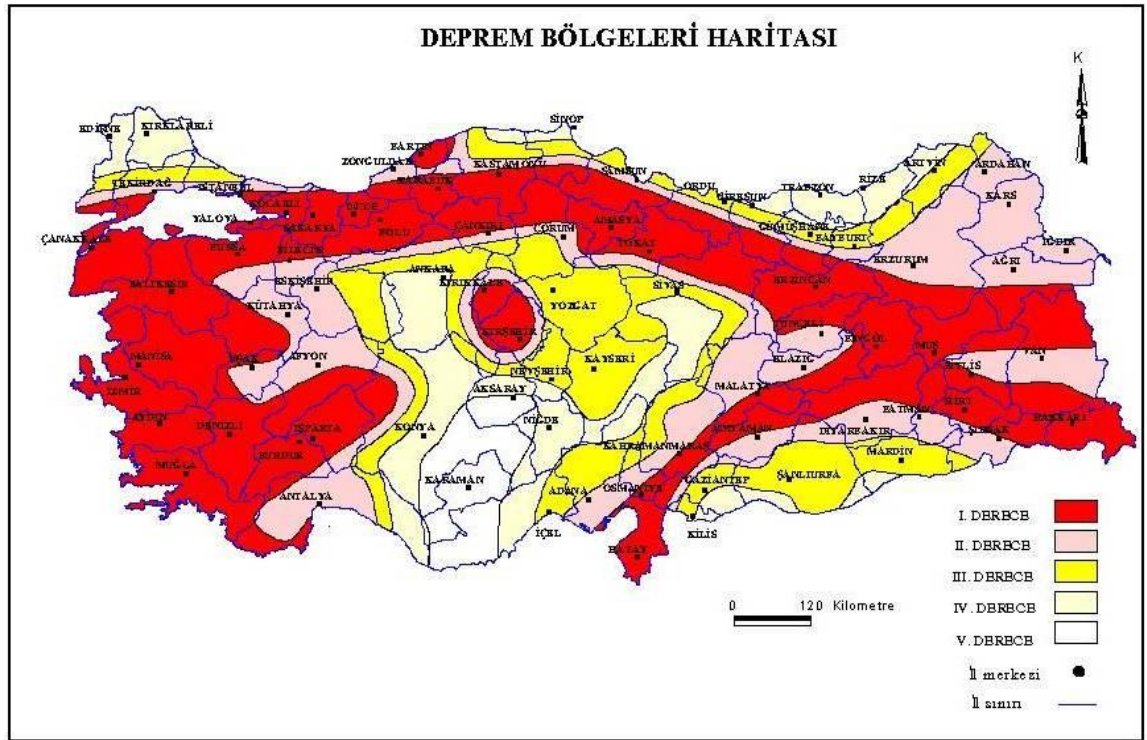 DEPREM BÖLGELERİ HARİTASI
K
EDİRNE
KIRKLARELİ
SİNOP
BARTIN
ZONGULDAK
KASTAMONU
ARTVİN
ARDAHAN
TEKİRDAĞ
İSTANBUL
KARABÜK
SAMSUN
ORDU
GİRESUN
TRABZON
RİZE
KARS
YALOVA
KOCAELİ
SAKARYA
DÜZCE
BOLU
ÇANKIRI
ÇORUM
AMASYA
TOKAT
GÜMÜŞHANE
BAYBURT
ÇANAKKALE
BURSA
BİLECİK
ERZURUM
IĞDIR
AĞRI
BALIKESİR
ESKİŞEHİR
ANKARA
KIRIKKALE
YOZGAT
SİVAS
ERZİNCAN
KÜTAHYA
KIRŞEHİR
TUNCELİ
BİNGÖL
MUŞ
VAN
MANİSA
UŞAK
AFYON
NEVŞEHİR
KAYSERİ
ELAZIĞ
BİTLİS
İZMİR
AKSARAY
MALATYA
SİİRT
AYDIN
DENİZLİ
ISPARTA
KONYA
NİĞDE
ADIYAMAN
DİYARBAKIR
BATMAN
ŞIRNAK
HAKKARİ
BURDUR
KAHRAMANMARAŞ
MARDİN
MUĞLA
KARAMAN
ADANA
OSMANİYE
GAZİANTEP
ŞANLIURFA
ANTALYA
İÇEL
KİLİS
HATAY
I. DERECE
II. DERECE
III. DERECE
IV. DERECE
V. DERECE
0 120 Kilometre
İl merkezi
İl sınırı